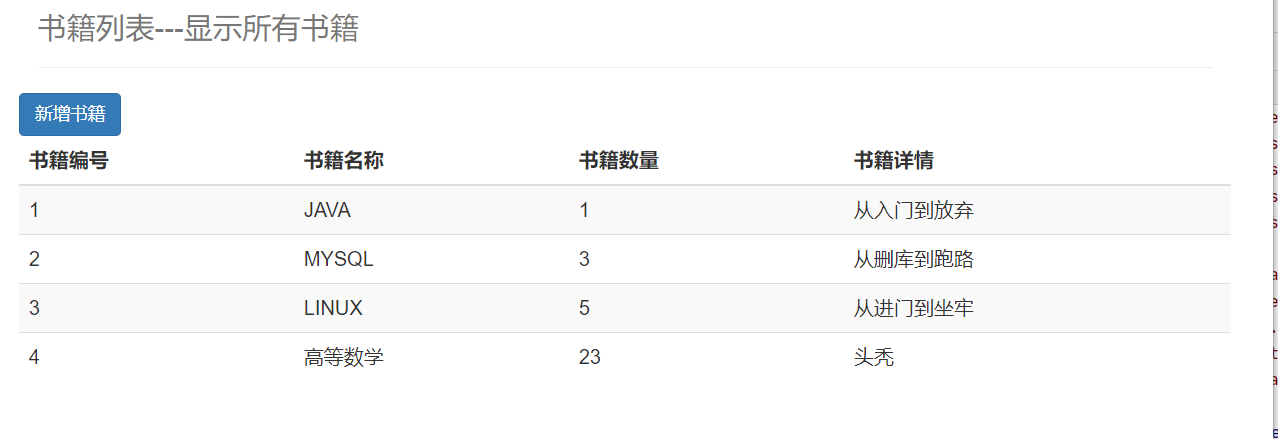 书籍列表---显示所有书籍
新增书籍
书籍编号 书籍名称 书籍数量 书籍详情
1 JAVA 1 从入门到放弃
2 MYSQL 3 从删库到跑路
3 LINUX 5 从进门到坐牢
4 高等数学 23 头秃